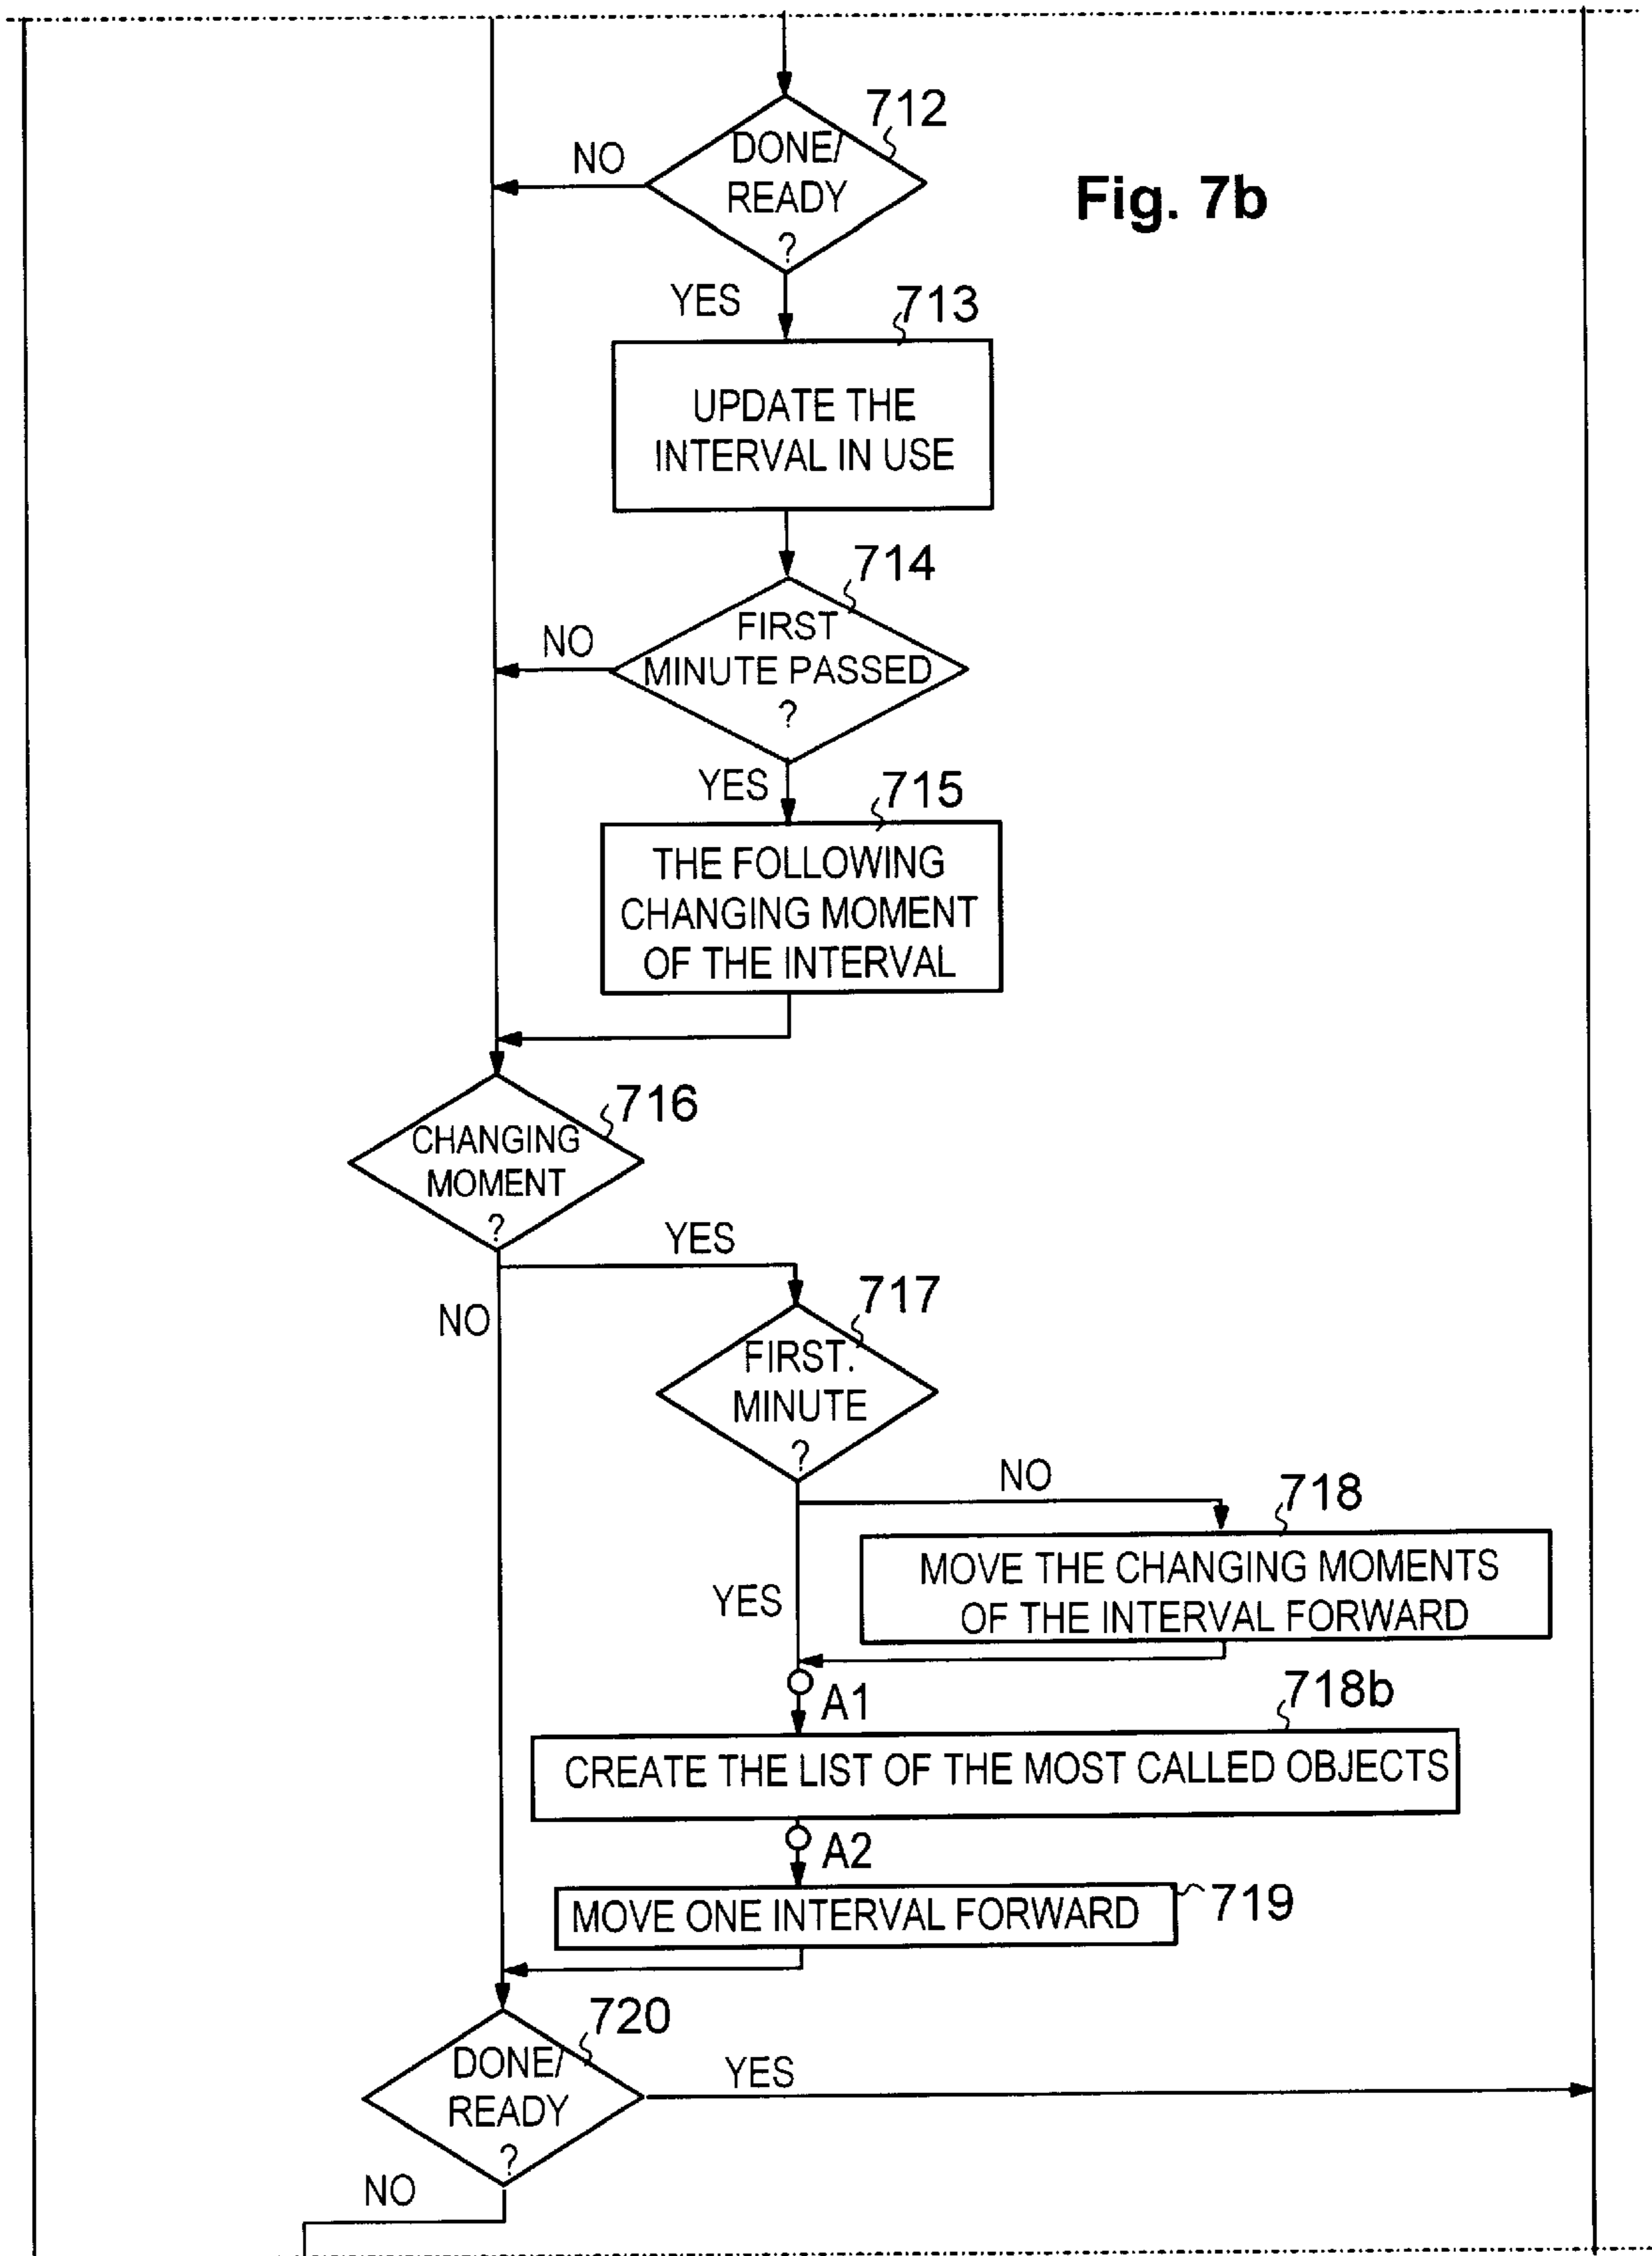 712
DONE/
READY
?
NO
Fig. 7b
YES
713
UPDATE THE
INTERVAL IN USE
714
FIRST
MINUTE PASSED
?
NO
YES
715
THE FOLLOWING
CHANGING MOMENT
OF THE INTERVAL
716
CHANGING
MOMENT
?
YES
NO
717
FIRST.
MINUTE
?
NO
718
MOVE THE CHANGING MOMENTS
OF THE INTERVAL FORWARD
YES
A1
718b
CREATE THE LIST OF THE MOST CALLED OBJECTS
A2
MOVE ONE INTERVAL FORWARD
719
720
DONE/
READY
?
YES
NO